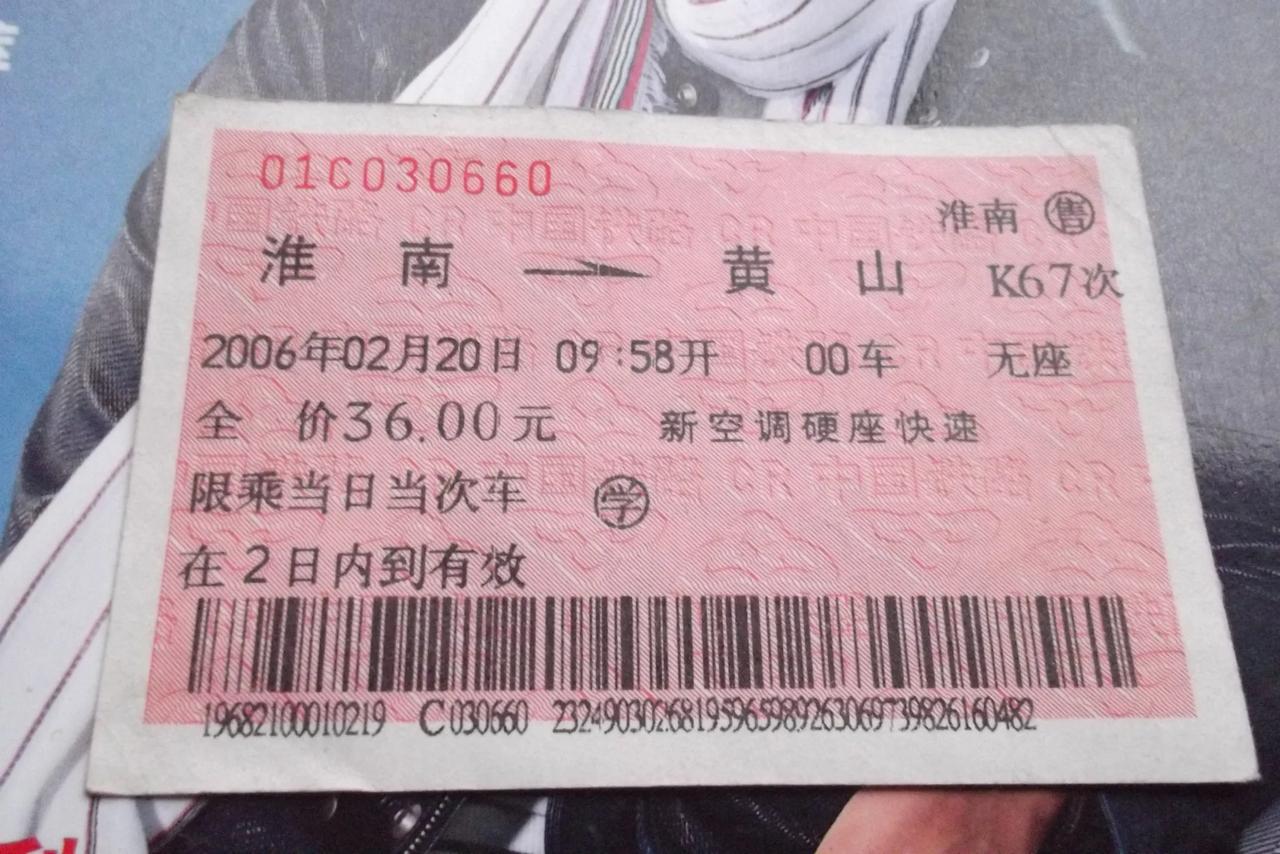 01C030660
淮南 售
淮南 → 黄山 K67次
2006年02月20日 09:58开 00车 无座
全 价36.00元 新空调硬座快速
限乘当日当次车 学
在2日内到有效
19682100010219 C030660 2324903026819596598926306973982616​0482